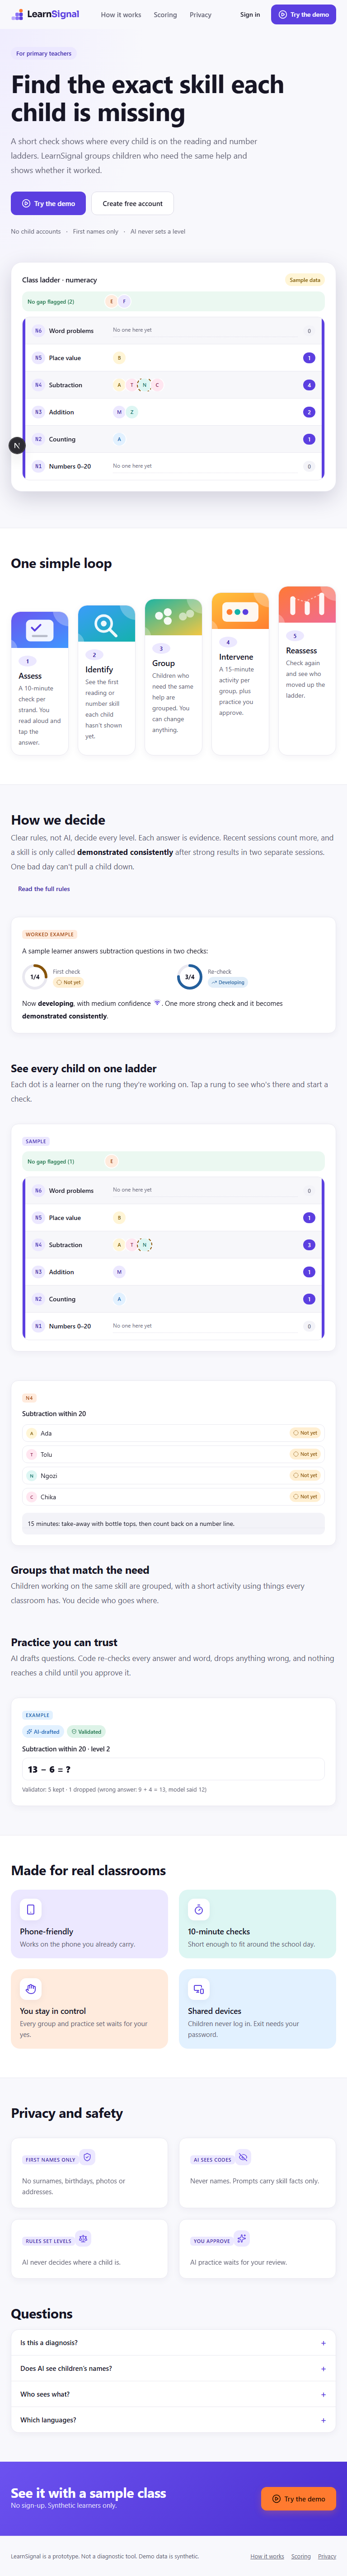 LearnSignal
How it works
Scoring
Privacy
Sign in
Try the demo
For primary teachers
Find the exact skill each
child is missing
A short check shows where every child is on the reading and number
ladders. LearnSignal groups children who need the same help and
shows whether it worked.
Try the demo
Create free account
No child accounts · First names only · AI never sets a level
Class ladder · numeracy
Sample data
No gap flagged (2)
E F
N6 Word problems No one here yet 0
N5 Place value B 1
N4 Subtraction A T N C 4
N3 Addition M Z 2
N2 Counting A 1
N1 Numbers 0–20 No one here yet 0
N
One simple loop
1
Assess
A 10-minute
check per
strand. You
read aloud and
tap the
answer.
2
Identify
See the first
reading or
number skill
each child
hasn't shown
yet.
3
Group
Children who
need the same
help are
grouped. You
can change
anything.
4
Intervene
A 15-minute
activity per
group, plus
practice you
approve.
5
Reassess
Check again
and see who
moved up the
ladder.
How we decide
Clear rules, not AI, decide every level. Each answer is evidence. Recent sessions count more, and
a skill is only called demonstrated consistently after strong results in two separate sessions.
One bad day can't pull a child down.
Read the full rules
WORKED EXAMPLE
A sample learner answers subtraction questions in two checks:
1/4
First check
Not yet
3/4
Re-check
Developing
Now developing, with medium confidence . One more strong check and it becomes
demonstrated consistently.
See every child on one ladder
Each dot is a learner on the rung they're working on. Tap a rung to see who's there and start a
check.
SAMPLE
No gap flagged (1)
E
N6 Word problems No one here yet 0
N5 Place value B 1
N4 Subtraction A T N 3
N3 Addition M 1
N2 Counting A 1
N1 Numbers 0–20 No one here yet 0
N4
Subtraction within 20
A Ada Not yet
T Tolu Not yet
N Ngozi Not yet
C Chika Not yet
15 minutes: take-away with bottle tops, then count back on a number line.
Groups that match the need
Children working on the same skill are grouped, with a short activity using things every
classroom has. You decide who goes where.
Practice you can trust
AI drafts questions. Code re-checks every answer and word, drops anything wrong, and nothing
reaches a child until you approve it.
EXAMPLE
AI-drafted
Validated
Subtraction within 20 · level 2
13 − 6 = ?
Validator: 5 kept · 1 dropped (wrong answer: 9 + 4 = 13, model said 12)
Made for real classrooms
Phone-friendly
Works on the phone you already carry.
10-minute checks
Short enough to fit around the school day.
You stay in control
Every group and practice set waits for your
yes.
Shared devices
Children never log in. Exit needs your
password.
Privacy and safety
FIRST NAMES ONLY
No surnames, birthdays, photos or
addresses.
AI SEES CODES
Never names. Prompts carry skill facts only.
RULES SET LEVELS
AI never decides where a child is.
YOU APPROVE
AI practice waits for your review.
Questions
Is this a diagnosis? +
Does AI see children's names? +
Who sees what? +
Which languages? +
See it with a sample class
No sign-up. Synthetic learners only.
Try the demo
LearnSignal is a prototype. Not a diagnostic tool. Demo data is synthetic.
How it works
Scoring
Privacy